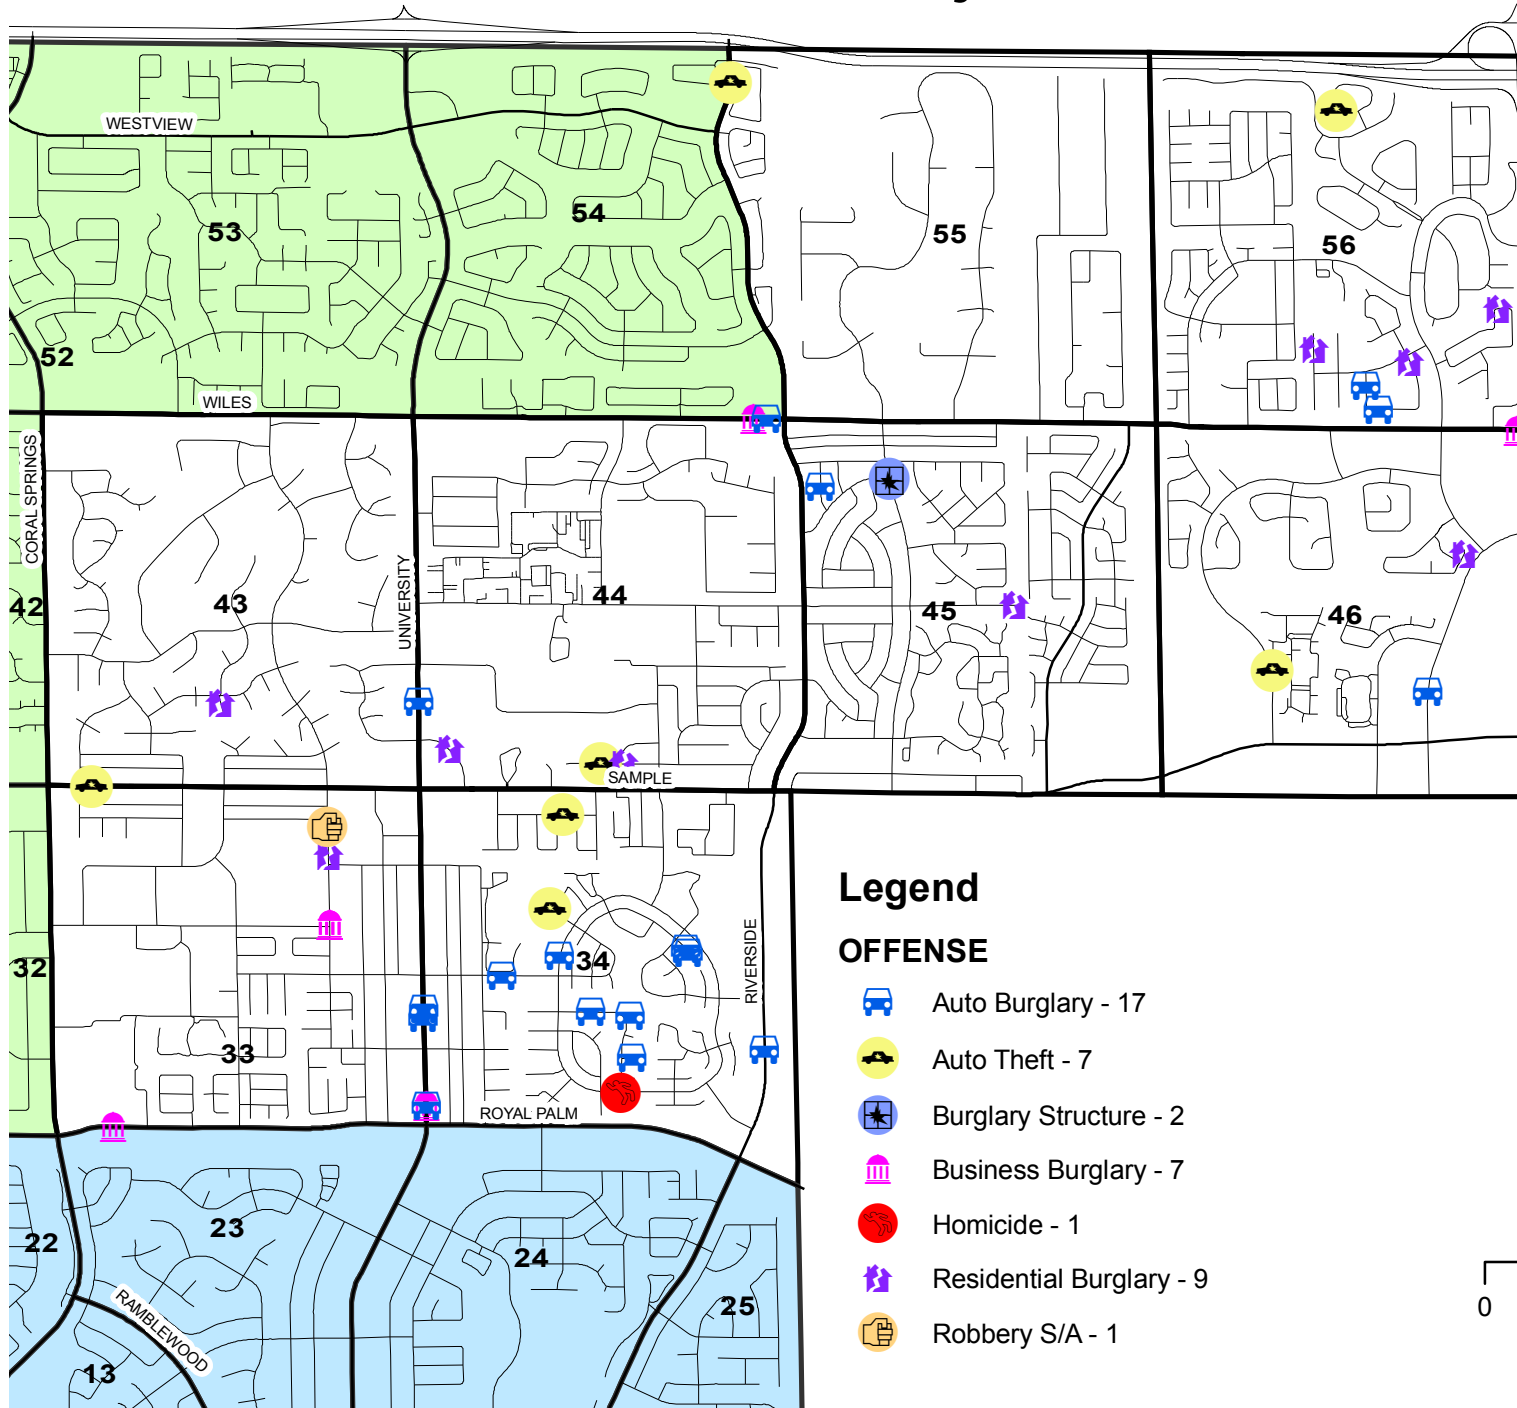 WESTVIEW
54
53
55
56
52
WILES
CORAL SPRINGS
UNIVERSITY
42
43
44
45
46
SAMPLE
32
33
34
RIVERSIDE
ROYAL PALM
22
23
24
25
RAMBLEWOOD
13
Legend
OFFENSE
Auto Burglary - 17
Auto Theft - 7
Burglary Structure - 2
Business Burglary - 7
Homicide - 1
Residential Burglary - 9
Robbery S/A - 1
0